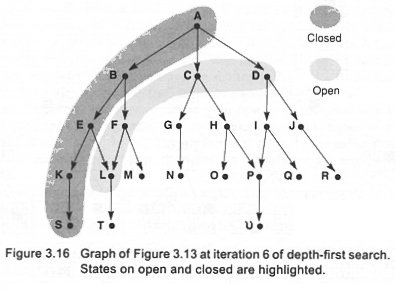 A
Closed
B
C
D
Open
E
F
G
H
I
J
K
L
M
N
O
P
Q
R
S
T
U
Figure 3.16 Graph of Figure 3.13 at iteration 6 of depth-first search.
States on open and closed are highlighted.